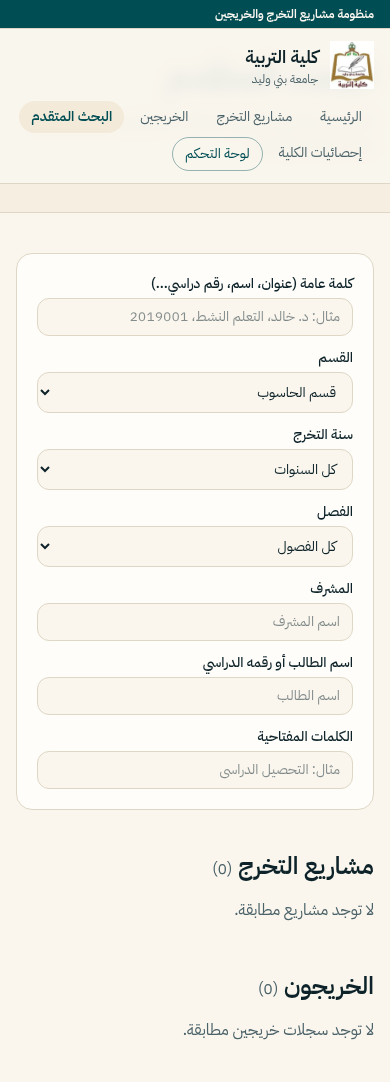 منظومة مشاريع التخرج والخريجين
كلية التربية
جامعة بني وليد
الرئيسية
مشاريع التخرج
الخريجين
البحث المتقدم
إحصائيات الكلية
لوحة التحكم
كلمة عامة (عنوان، اسم، رقم دراسي...)
مثال: د. خالد، التعلم النشط، 2019001
القسم
قسم الحاسوب
سنة التخرج
كل السنوات
الفصل
كل الفصول
المشرف
اسم المشرف
اسم الطالب أو رقمه الدراسي
اسم الطالب
الكلمات المفتاحية
مثال: التحصيل الدراسي
مشاريع التخرج (0)
لا توجد مشاريع مطابقة.
الخريجون (0)
لا توجد سجلات خريجين مطابقة.